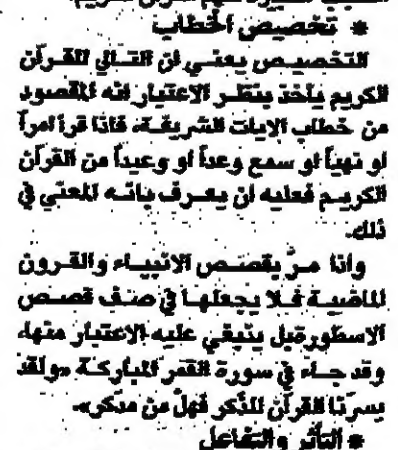 * تخصيص الخطاب
التخصيص يعني ان التالي للقرآن
الكريم ياخذ بنظر الاعتبار انه المقصود
من خطاب الايات الشريفة، فاذا قرأ امراً
او نهياً او سمع وعداً او وعيداً من القرآن
الكريم فعليه ان يعرف بانه المعني في
ذلك.
واذا مرّ بقصص الانبياء والقرون
الماضية فلا يجعلها في صنف قصص
الاسطورة بل ينبغي عليه الاعتبار منها،
وقد جاء في سورة القمر المباركة «ولقد
يسرّنا القرآن للذكر فهل من مدكر».
* التأثر والتفاعل